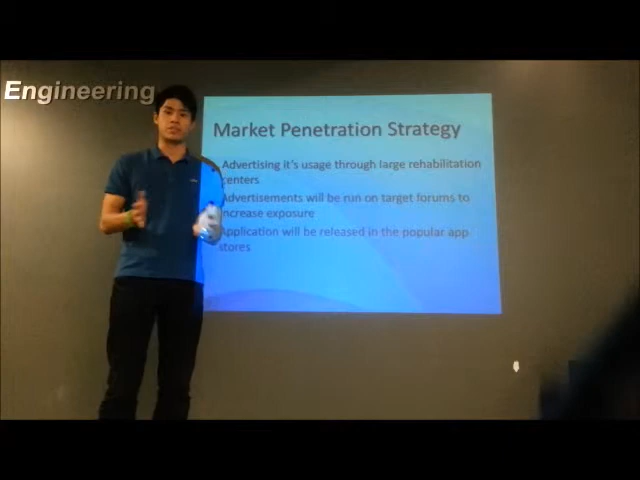 Engineering
Market Penetration Strategy
Advertising it's usage through large rehabilitation
centers
Advertisements will be run on target forums to
increase exposure
Application will be released in the popular app
stores